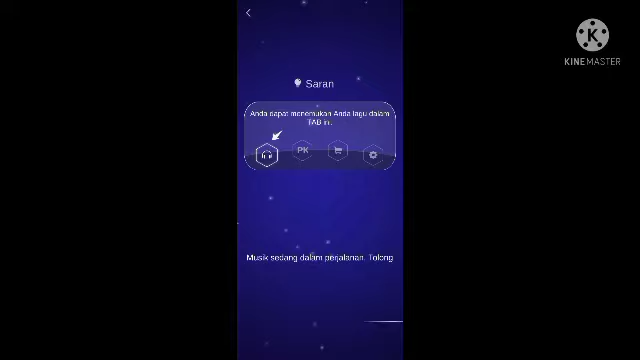 KINEMASTER
Saran
Anda dapat menemukan Anda lagu dalam
TAB ini.
PK
Musik sedang dalam perjalanan. Tolong